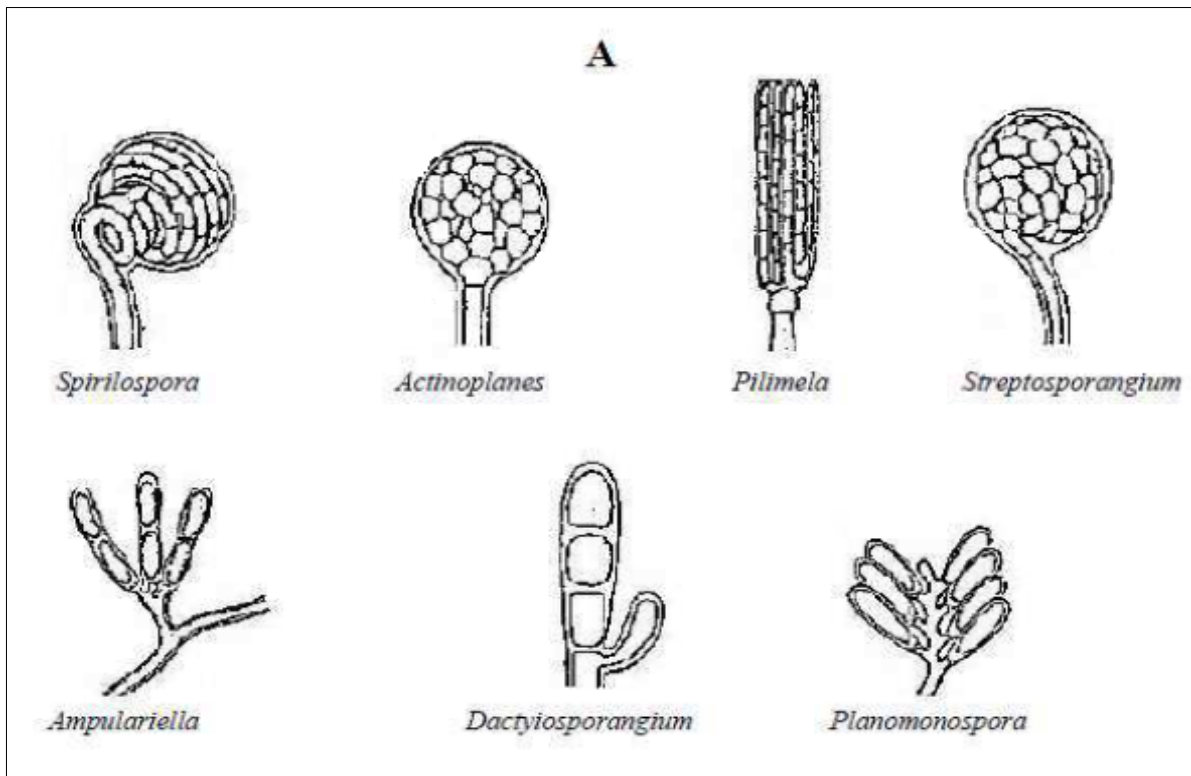 A
Spirilospora
Actinoplanes
Pilimela
Streptosporangium
Ampulariella
Dactyiosporangium
Planomonospora